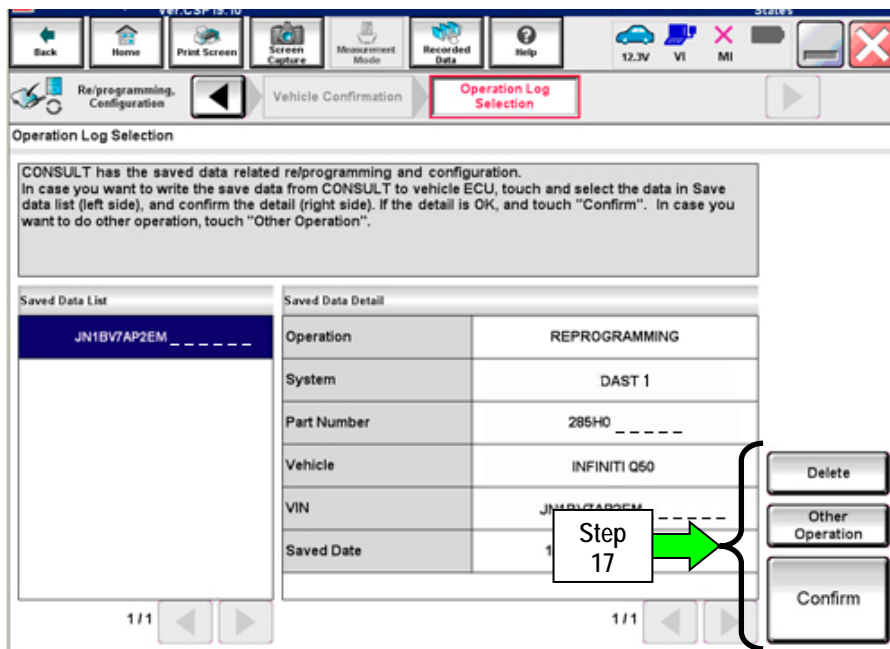 Ver.CSP19.10
States
Back
Home
Print Screen
Screen
Capture
Measurement
Mode
Recorded
Data
Help
12.3V
VI
MI
Re/programming,
Configuration
Vehicle Confirmation
Operation Log
Selection
Operation Log Selection
CONSULT has the saved data related re/programming and configuration.
In case you want to write the save data from CONSULT to vehicle ECU, touch and select the data in Save
data list (left side), and confirm the detail (right side). If the detail is OK, and touch "Confirm". In case you
want to do other operation, touch "Other Operation".
Saved Data List
Saved Data Detail
JN1BV7AP2EM _ _ _ _ _ _
Operation
REPROGRAMMING
System
DAST 1
Part Number
285H0 _ _ _ _ _
Vehicle
INFINITI Q50
VIN
JN1BV7AP2EM _ _ _ _ _ _
Saved Date
1
Step
17
Delete
Other
Operation
Confirm
1/1
1/1